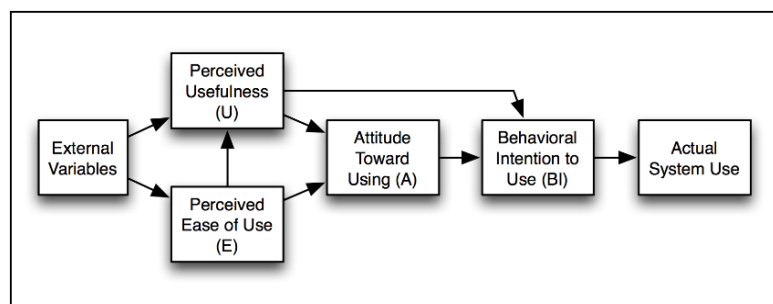 External
Variables
Perceived
Usefulness
(U)
Perceived
Ease of Use
(E)
Attitude
Toward
Using (A)
Behavioral
Intention to
Use (BI)
Actual
System Use